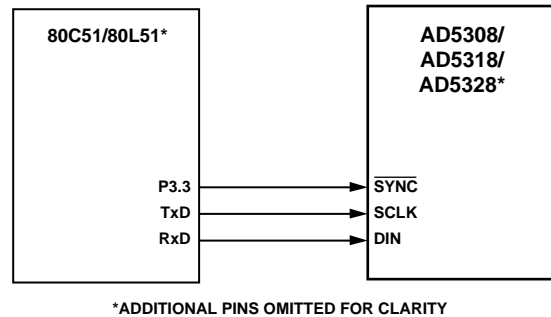 80C51/80L51*
AD5308/
AD5318/
AD5328*
P3.3
SYNC
TxD
SCLK
RxD
DIN
*ADDITIONAL PINS OMITTED FOR CLARITY